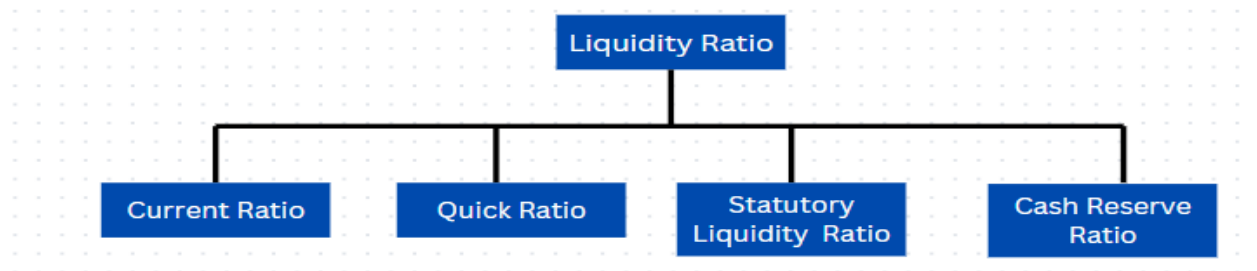 Liquidity Ratio
Current Ratio
Quick Ratio
Statutory
Liquidity Ratio
Cash Reserve
Ratio